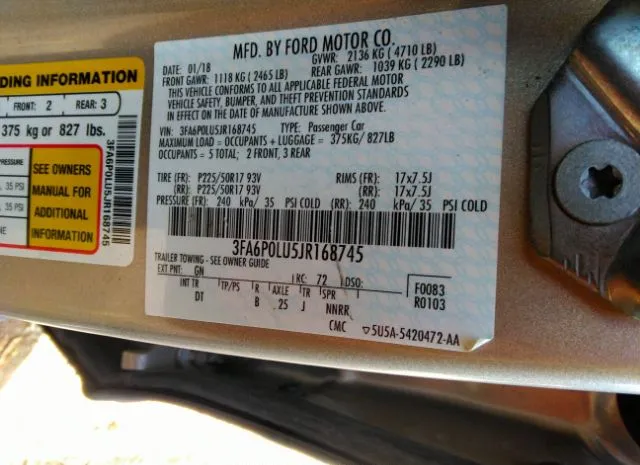 DING INFORMATION
FRONT: 2 REAR: 3
375 kg or 827 lbs.
PRESSURE
35 PSI
35 PSI
NE
SEE OWNERS
MANUAL FOR
ADDITIONAL
INFORMATION
3FA6P0LU5JR168745
MFD. BY FORD MOTOR CO.
DATE: 01/18 GVWR: 2136 KG ( 4710 LB)
FRONT GAWR: 1118 KG ( 2465 LB) REAR GAWR: 1039 KG ( 2290 LB)
THIS VEHICLE CONFORMS TO ALL APPLICABLE FEDERAL MOTOR
VEHICLE SAFETY, BUMPER, AND THEFT PREVENTION STANDARDS
IN EFFECT ON THE DATE OF MANUFACTURE SHOWN ABOVE.
VIN: 3FA6P0LU5JR168745 TYPE: Passenger Car
MAXIMUM LOAD = OCCUPANTS + LUGGAGE = 375KG/ 827LB
OCCUPANTS = 5 TOTAL; 2 FRONT, 3 REAR
TIRE (FR): P225/50R17 93V RIMS (FR): 17x7.5J
(RR): P225/50R17 93V (RR): 17x7.5J
PRESSURE (FR): 240 kPa/ 35 PSI COLD (RR): 240 kPa/ 35 PSI COLD
3FA6P0LU5JR168745
TRAILER TOWING - SEE OWNER GUIDE
EXT PNT: GN RC: 72 DSO:
INT TR TP/PS R AXLE TR SPR F0083
DT B 25 J NNRR R0103
CMC ▽5U5A-5420472-AA